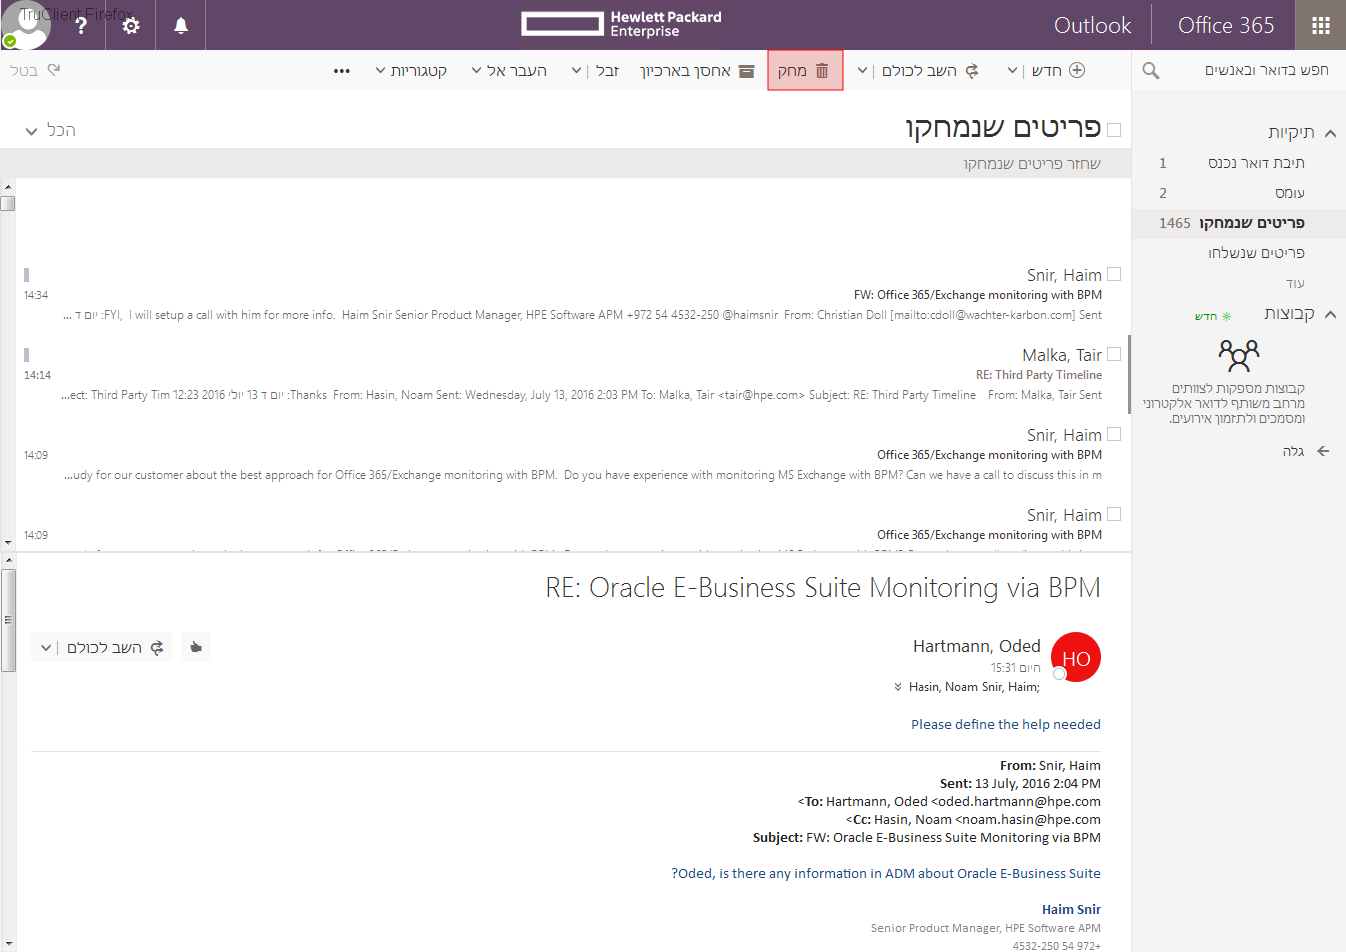 TruClient Firefox
?
Hewlett Packard
Enterprise
Outlook
Office 365
חפש בדואר ובאנשים
חדש
השב לכולם
מחק
אחסן בארכיון
זבל
העבר אל
קטגוריות
•••
בטל
תיקיות
תיבת דואר נכנס 1
עומס 2
פריטים שנמחקו 1465
פריטים שנשלחו
עוד
קבוצות
חדש
קבוצות מספקות לצוותים
מרחב משותף לדואר אלקטרוני
ומסמכים ולתזמון אירועים.
גלה
פריטים שנמחקו
הכל
שחזר פריטים שנמחקו
Snir, Haim
FW: Office 365/Exchange monitoring with BPM
14:34
... יום ד :FYI,  I will setup a call with him for more info.  Haim Snir Senior Product Manager, HPE Software APM +972 54 4532-250 @haimsnir  From: Christian Doll [mailto:cdoll@wachter-karbon.com] Sent
Malka, Tair
RE: Third Party Timeline
14:14
...ect: Third Party Tim 12:23 2016 יום ד 13 יולי :Thanks  From: Hasin, Noam Sent: Wednesday, July 13, 2016 2:03 PM To: Malka, Tair <tair@hpe.com> Subject: RE: Third Party Timeline    From: Malka, Tair Sent
Snir, Haim
Office 365/Exchange monitoring with BPM
14:09
...udy for our customer about the best approach for Office 365/Exchange monitoring with BPM.  Do you have experience with monitoring MS Exchange with BPM? Can we have a call to discuss this in m
Snir, Haim
Office 365/Exchange monitoring with BPM
14:09
RE: Oracle E-Business Suite Monitoring via BPM
HO
Hartmann, Oded
היום 15:31
Hasin, Noam Snir, Haim;
השב לכולם
Please define the help needed
From: Snir, Haim
Sent: 13 July, 2016 2:04 PM
<To: Hartmann, Oded <oded.hartmann@hpe.com
<Cc: Hasin, Noam <noam.hasin@hpe.com
Subject: FW: Oracle E-Business Suite Monitoring via BPM
?Oded, is there any information in ADM about Oracle E-Business Suite
Haim Snir
Senior Product Manager, HPE Software APM
4532-250 54 972+